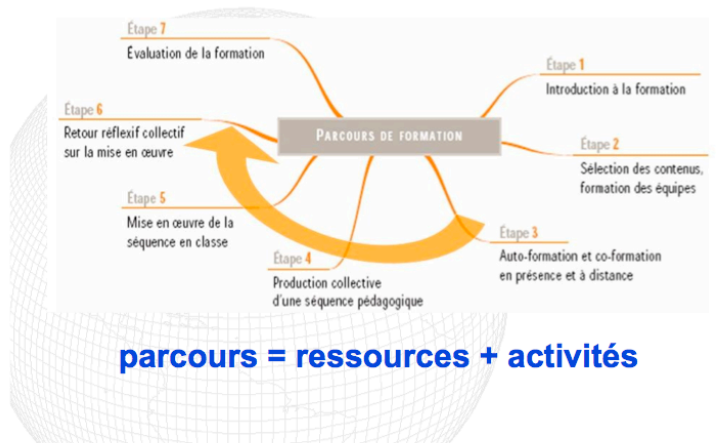 PARCOURS DE FORMATION
Étape 1
Introduction à la formation
Étape 2
Sélection des contenus,
formation des équipes
Étape 3
Auto-formation et co-formation
en présence et à distance
Étape 4
Production collective
d'une séquence pédagogique
Étape 5
Mise en œuvre de la
séquence en classe
Étape 6
Retour réflexif collectif
sur la mise en œuvre
Étape 7
Évaluation de la formation
parcours = ressources + activités